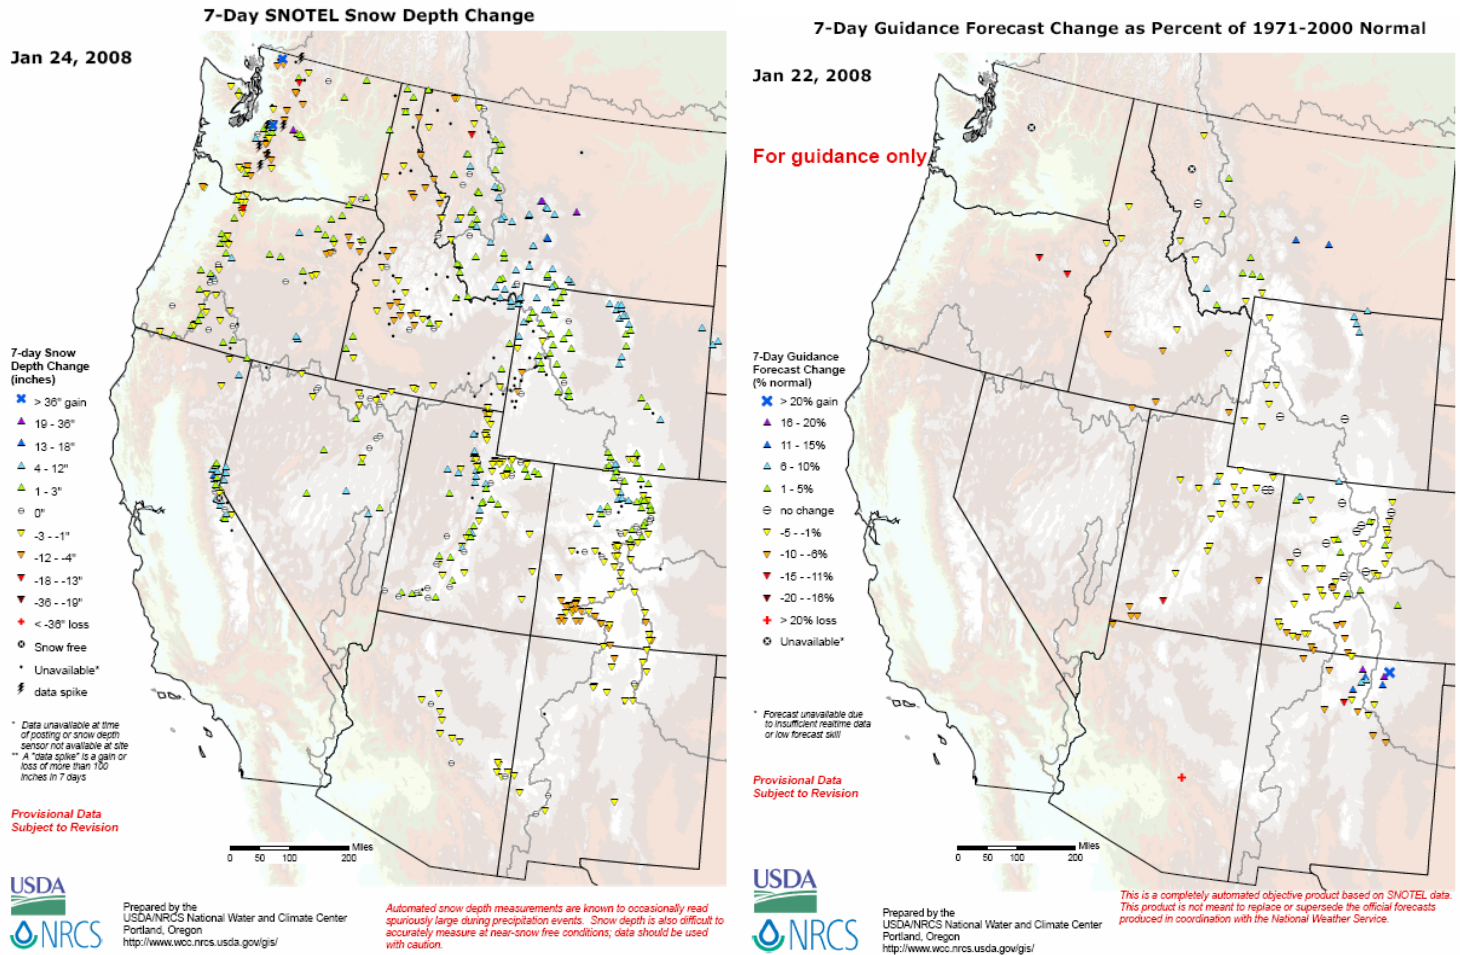 7-Day SNOTEL Snow Depth Change
Jan 24, 2008
7-day Snow
Depth Change
(inches)
> 36" gain
19 - 36"
13 - 18"
4 - 12"
1 - 3"
0"
-3 - -1"
-12 - -4"
-18 - -13"
-36 - -19"
< -36" loss
Snow free
Unavailable*
data spike
* Data unavailable at time
of posting or snow depth
sensor not available at site
** A "data spike" is a gain or
loss of more than 100
inches in 7 days
Provisional Data
Subject to Revision
Miles
0 50 100 200
USDA
NRCS
Prepared by the
USDA/NRCS National Water and Climate Center
Portland, Oregon
http://www.wcc.nrcs.usda.gov/gis/
Automated snow depth measurements are known to occasionally read
spuriously large during precipitation events. Snow depth is also difficult to
accurately measure at near-snow free conditions; data should be used
with caution.
7-Day Guidance Forecast Change as Percent of 1971-2000 Normal
Jan 22, 2008
For guidance only
7-Day Guidance
Forecast Change
(% normal)
> 20% gain
16 - 20%
11 - 15%
6 - 10%
1 - 5%
no change
-5 - -1%
-10 - -6%
-15 - -11%
-20 - -16%
> 20% loss
Unavailable*
* Forecast unavailable due
to insufficient realtime data
or low forecast skill
Provisional Data
Subject to Revision
Miles
0 50 100 200
USDA
NRCS
Prepared by the
USDA/NRCS National Water and Climate Center
Portland, Oregon
http://www.wcc.nrcs.usda.gov/gis/
This is a completely automated objective product based on SNOTEL data.
This product is not meant to replace or supersede the official forecasts
produced in coordination with the National Weather Service.